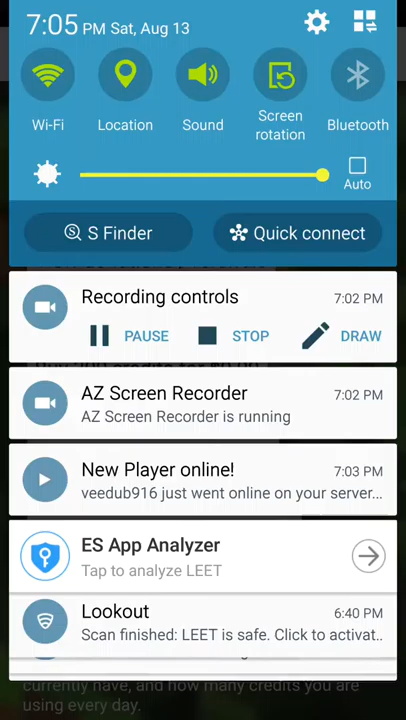 7:05 PM Sat, Aug 13
Wi-Fi Location Sound Screen rotation Bluetooth
Auto
S Finder Quick connect
Recording controls 7:02 PM
PAUSE STOP DRAW
AZ Screen Recorder 7:02 PM
AZ Screen Recorder is running
New Player online! 7:03 PM
veedub916 just went online on your server...
ES App Analyzer
Tap to analyze LEET
Lookout 6:40 PM
Scan finished: LEET is safe. Click to activat..
currently have, and how many credits you are
using every day.